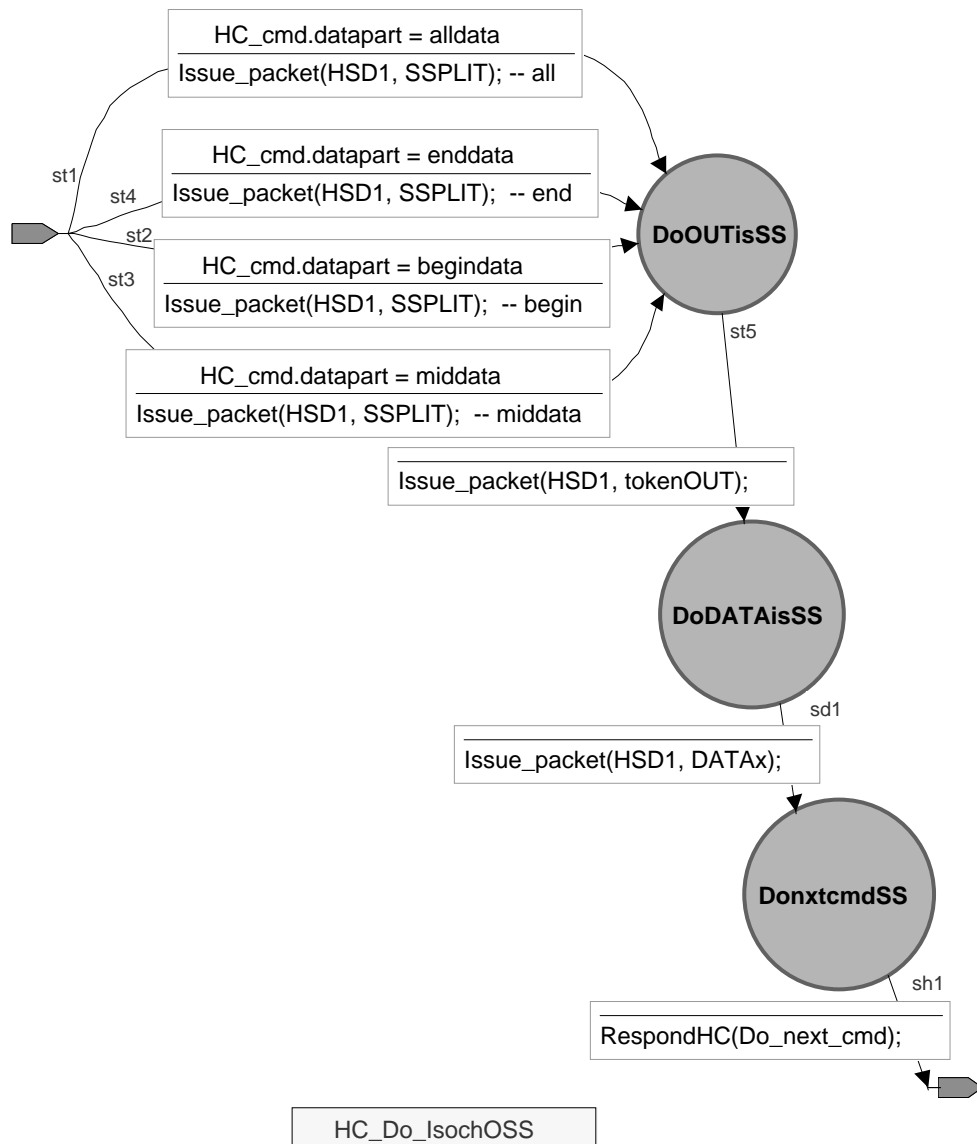 HC_cmd.datapart = alldata
Issue_packet(HSD1, SSPLIT); -- all
st1
HC_cmd.datapart = enddata
Issue_packet(HSD1, SSPLIT);  -- end
st4
st2
HC_cmd.datapart = begindata
Issue_packet(HSD1, SSPLIT);  -- begin
st3
HC_cmd.datapart = middata
Issue_packet(HSD1, SSPLIT);  -- middata
DoOUTisSS
st5
Issue_packet(HSD1, tokenOUT);
DoDATAisSS
sd1
Issue_packet(HSD1, DATAx);
DonxtcmdSS
sh1
RespondHC(Do_next_cmd);
HC_Do_IsochOSS